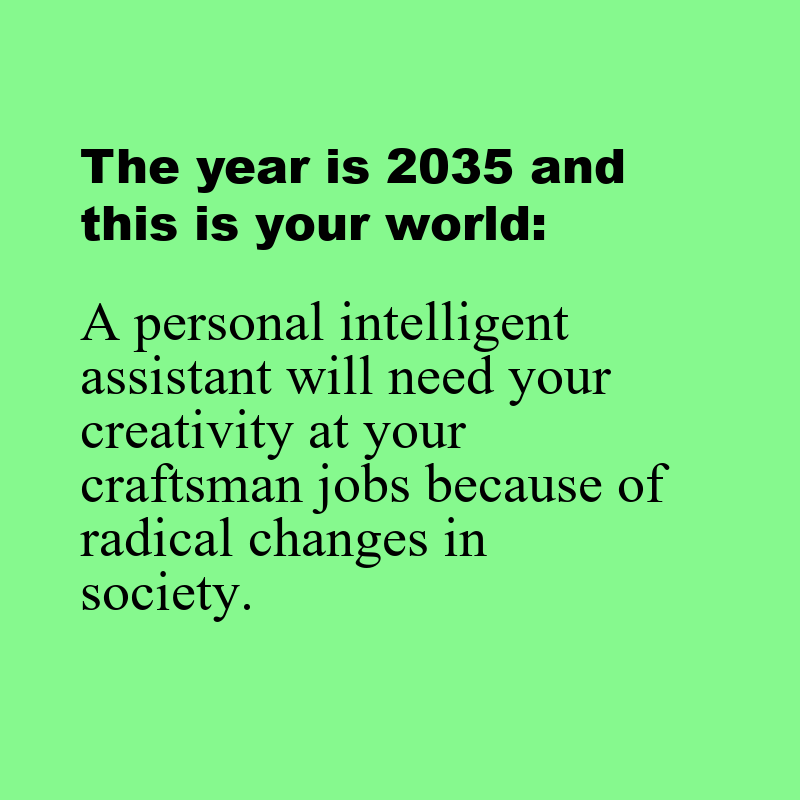 The year is 2035 and
this is your world:
A personal intelligent
assistant will need your
creativity at your
craftsman jobs because of
radical changes in
society.